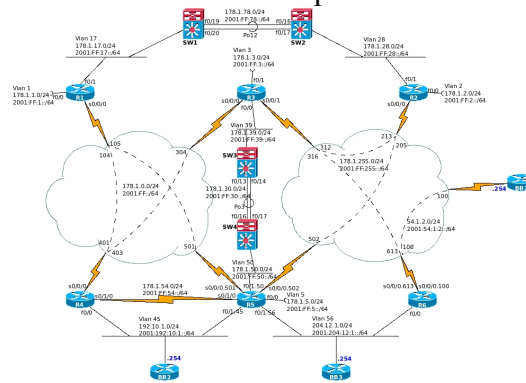 178.1.78.0/24
2001:FF:78::/64
f0/19
f0/16
f0/20
f0/17
SW1
SW2
Po12
Vlan 17
178.1.17.0/24
2001:FF:17::/64
Vlan 28
178.1.28.0/24
2001:FF:28::/64
Vlan 3
178.1.3.0/24
2001:FF:3::/64
Vlan 1
178.1.1.0/24
2001:FF:1::/64
f0/0
f0/1
R1
s0/0/0
f0/1
R3
s0/0/0
s0/0/1
f0/0
f0/1
R2
f0/0
s0/0/0
Vlan 2
178.1.2.0/24
2001:FF:2::/64
Vlan 39
178.1.39.0/24
2001:FF:39::/64
105
104
304
312
316
213
205
SW3
178.1.0.0/24
2001:FF::/64
f0/13
f0/14
178.1.30.0/24
2001:FF:30::/64
178.1.255.0/24
2001:FF:255::/64
100
.254
f0/16
f0/17
SW4
54.1.2.0/24
2001:54:1:2::/64
401
403
501
502
100
613
Vlan 50
178.1.50.0/24
2001:FF:50::/64
s0/0/0
s0/1/0
R4
f0/0
178.1.54.0/24
2001:FF:54::/64
s0/0/0.501
s0/1/0
f0/1.50
s0/0/0.502
f0/0
R5
f0/1.45
f0/1.56
Vlan 5
178.1.5.0/24
2001:FF:5::/64
s0/0/0.613
s0/0/0.100
R6
f0/0
Vlan 45
192.10.1.0/24
2001:192:10:1::/64
Vlan 56
204.12.1.0/24
2001:204:12:1::/64
.254
BB2
.254
BB3